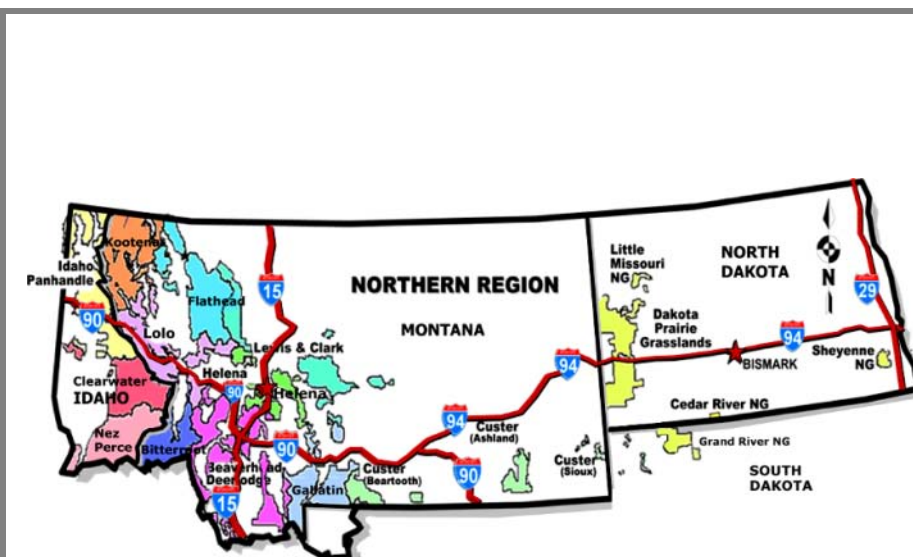 NORTHERN REGION
MONTANA
NORTH
DAKOTA
SOUTH
DAKOTA
IDAHO
Kootenai
Idaho
Panhandle
Flathead
Lolo
Lewis & Clark
Helena
Helena
Clearwater
Nez
Perce
Bitterroot
Beaverhead
Deerlodge
Gallatin
Custer
(Beartooth)
Custer
(Ashland)
Custer
(Sioux)
Little
Missouri
NG
Dakota
Prairie
Grasslands
BISMARK
Sheyenne
NG
Cedar River NG
Grand River NG
N
90
15
90
90
15
94
90
94
94
29